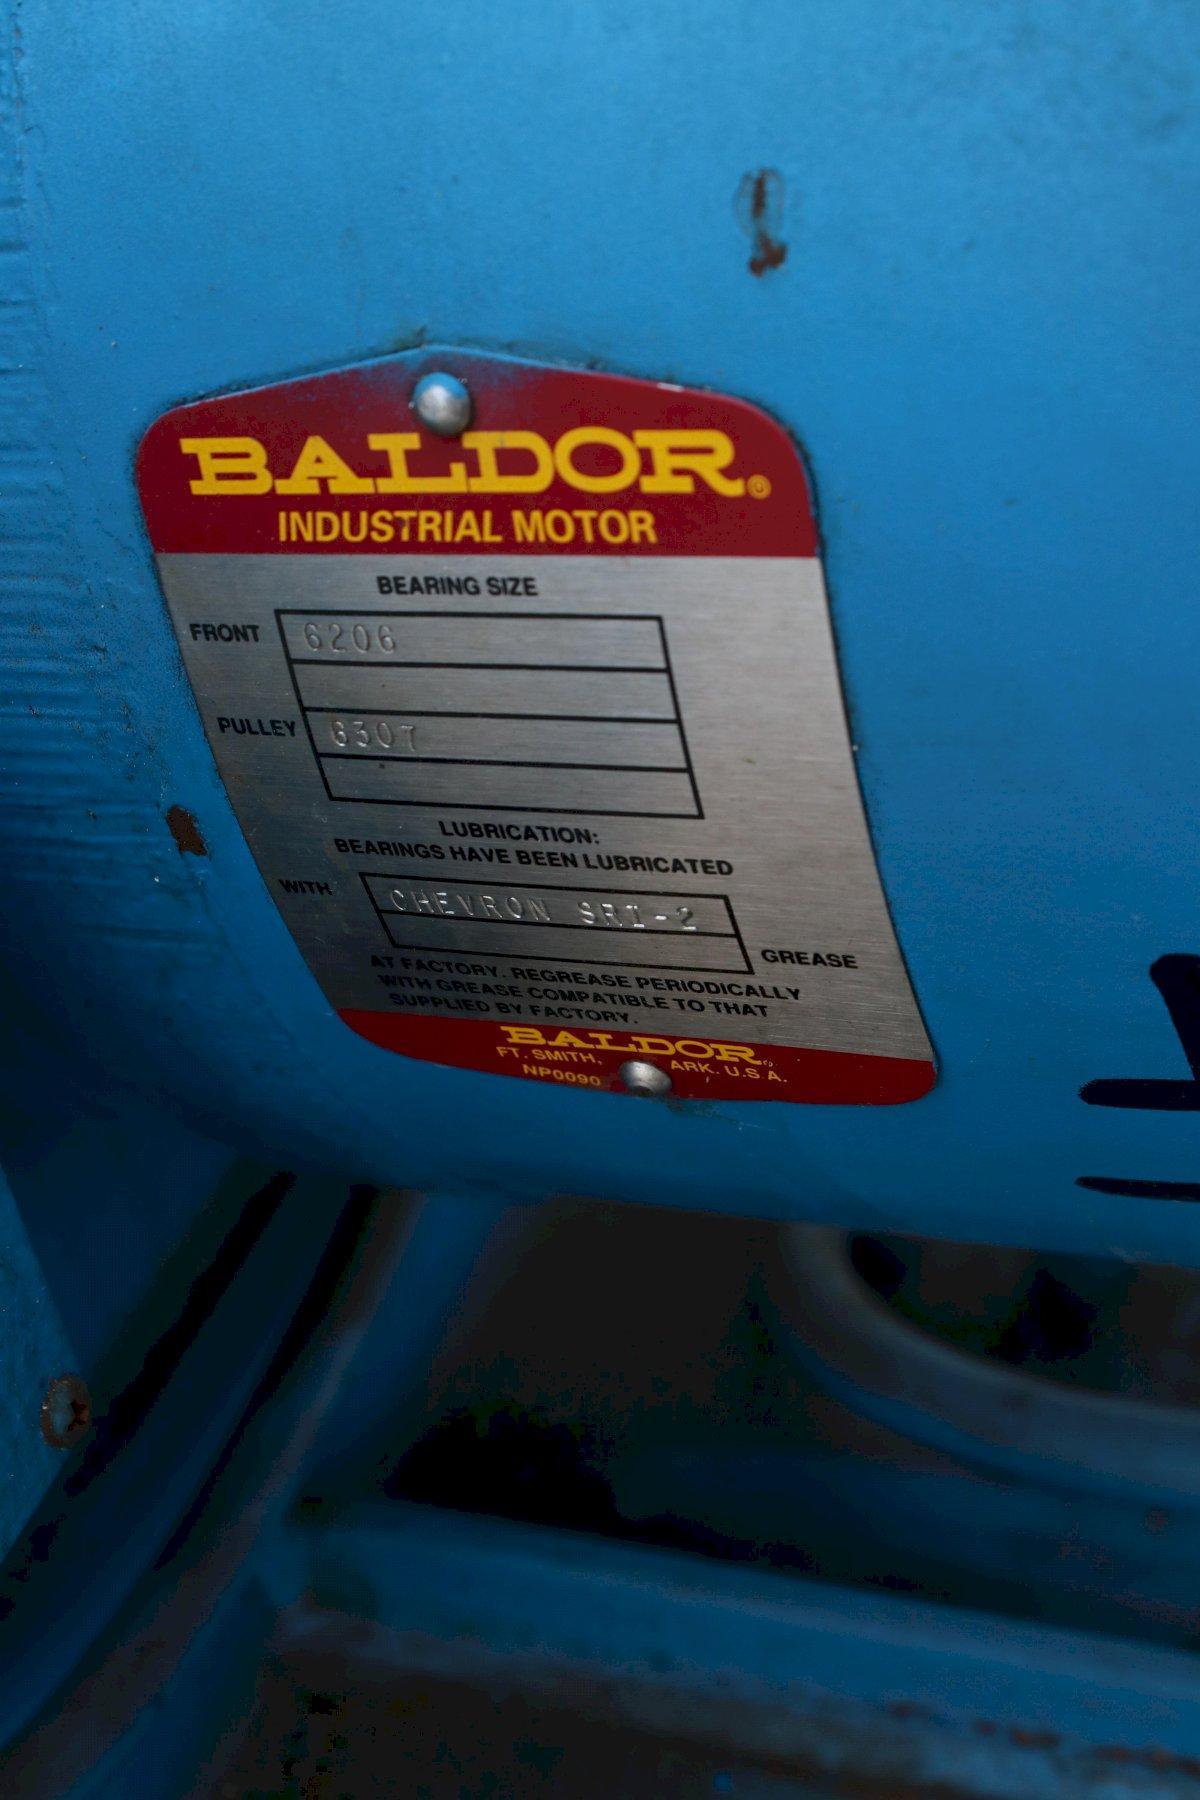 BALDOR®
INDUSTRIAL MOTOR
BEARING SIZE
FRONT 6206
PULLEY 6307
LUBRICATION:
BEARINGS HAVE BEEN LUBRICATED
WITH CHEVRON SRI-2 GREASE
AT FACTORY. REGREASE PERIODICALLY
WITH GREASE COMPATIBLE TO THAT
SUPPLIED BY FACTORY.
BALDOR®
FT. SMITH, ARK. U.S.A.
NP0090